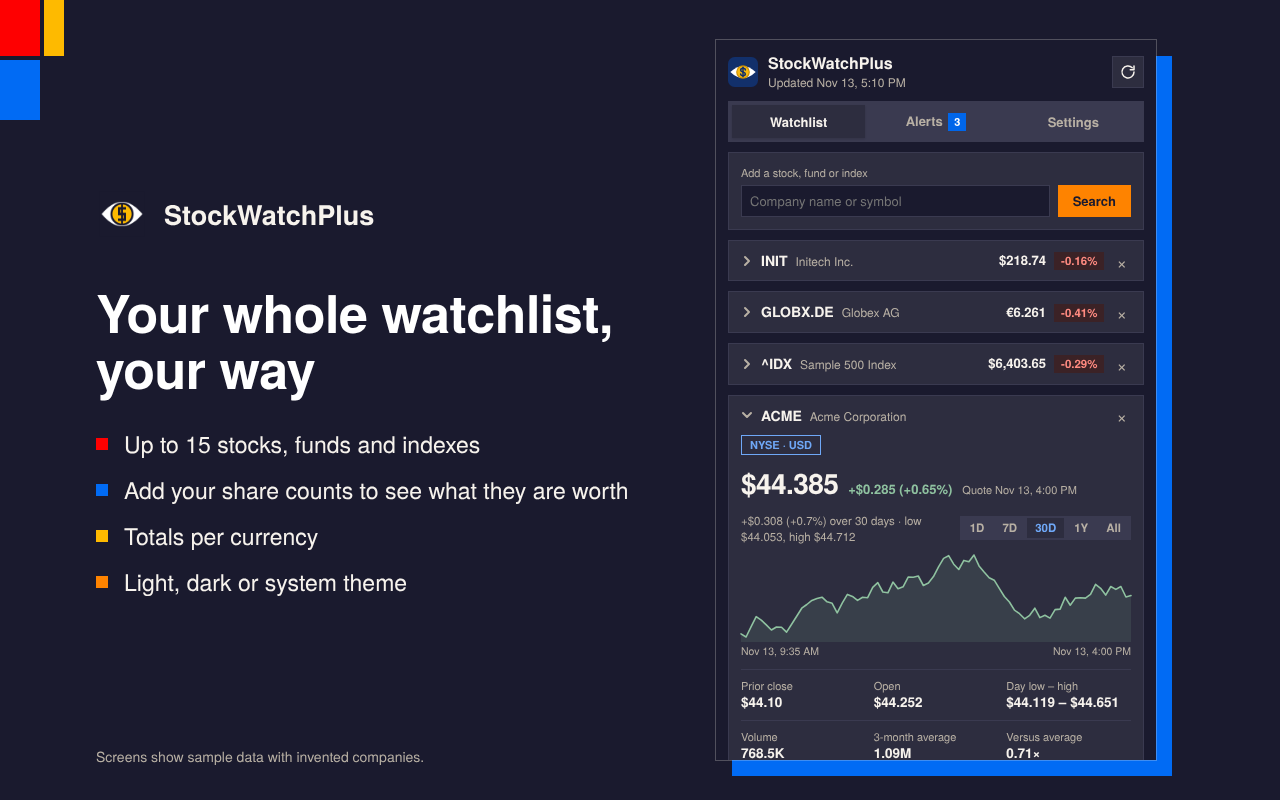 StockWatchPlus
Your whole watchlist,
your way
Up to 15 stocks, funds and indexes
Add your share counts to see what they are worth
Totals per currency
Light, dark or system theme
Screens show sample data with invented companies.
StockWatchPlus
Updated Nov 13, 5:10 PM
Watchlist Alerts 3 Settings
Add a stock, fund or index
Company name or symbol Search
INIT Initech Inc. $218.74 -0.16% ×
GLOBX.DE Globex AG €6.261 -0.41% ×
^IDX Sample 500 Index $6,403.65 -0.29% ×
ACME Acme Corporation ×
NYSE · USD
$44.385 +$0.285 (+0.65%) Quote Nov 13, 4:00 PM
+$0.308 (+0.7%) over 30 days · low
$44.053, high $44.712
1D 7D 30D 1Y All
Nov 13, 9:35 AM Nov 13, 4:00 PM
Prior close Open Day low – high
$44.10 $44.252 $44.119 – $44.651
Volume 3-month average Versus average
768.5K 1.09M 0.71×